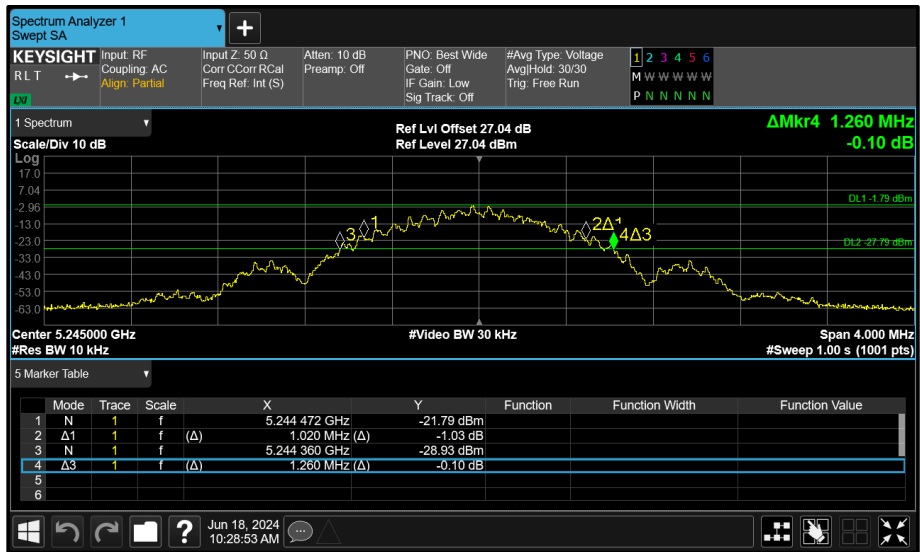 Spectrum Analyzer 1
Swept SA
+
KEYSIGHT
R L T
LXI
Input: RF
Coupling: AC
Align: Partial
Input Z: 50 Ω
Corr CCorr RCal
Freq Ref: Int (S)
Atten: 10 dB
Preamp: Off
PNO: Best Wide
Gate: Off
IF Gain: Low
Sig Track: Off
#Avg Type: Voltage
Avg|Hold: 30/30
Trig: Free Run
1 2 3 4 5 6
M W W W W W
P N N N N N
1 Spectrum
Scale/Div 10 dB
Ref Lvl Offset 27.04 dB
Ref Level 27.04 dBm
ΔMkr4 1.260 MHz
-0.10 dB
Log
17.0
7.04
-2.96
-13.0
-23.0
-33.0
-43.0
-53.0
-63.0
DL1 -1.79 dBm
3 1 2Δ1 4Δ3
DL2 -27.79 dBm
Center 5.245000 GHz #Video BW 30 kHz Span 4.000 MHz
#Res BW 10 kHz #Sweep 1.00 s (1001 pts)
5 Marker Table
Mode Trace Scale X Y Function Function Width Function Value
1 N 1 f 5.244 472 GHz -21.79 dBm
2 Δ1 1 f (Δ) 1.020 MHz (Δ) -1.03 dB
3 N 1 f 5.244 360 GHz -28.93 dBm
4 Δ3 1 f (Δ) 1.260 MHz (Δ) -0.10 dB
5
6
?
Jun 18, 2024
10:28:53 AM